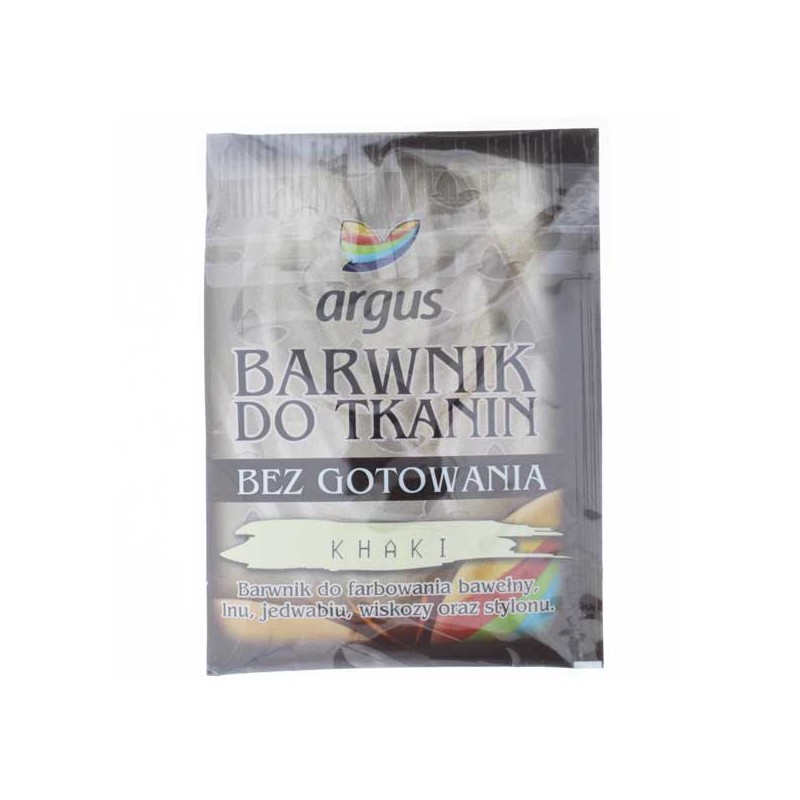 argus
BARWNIK
DO TKANIN
BEZ GOTOWANIA
KHAKI
Barwnik do farbowania bawełny,
lnu, jedwabiu, wiskozy oraz stylonu.